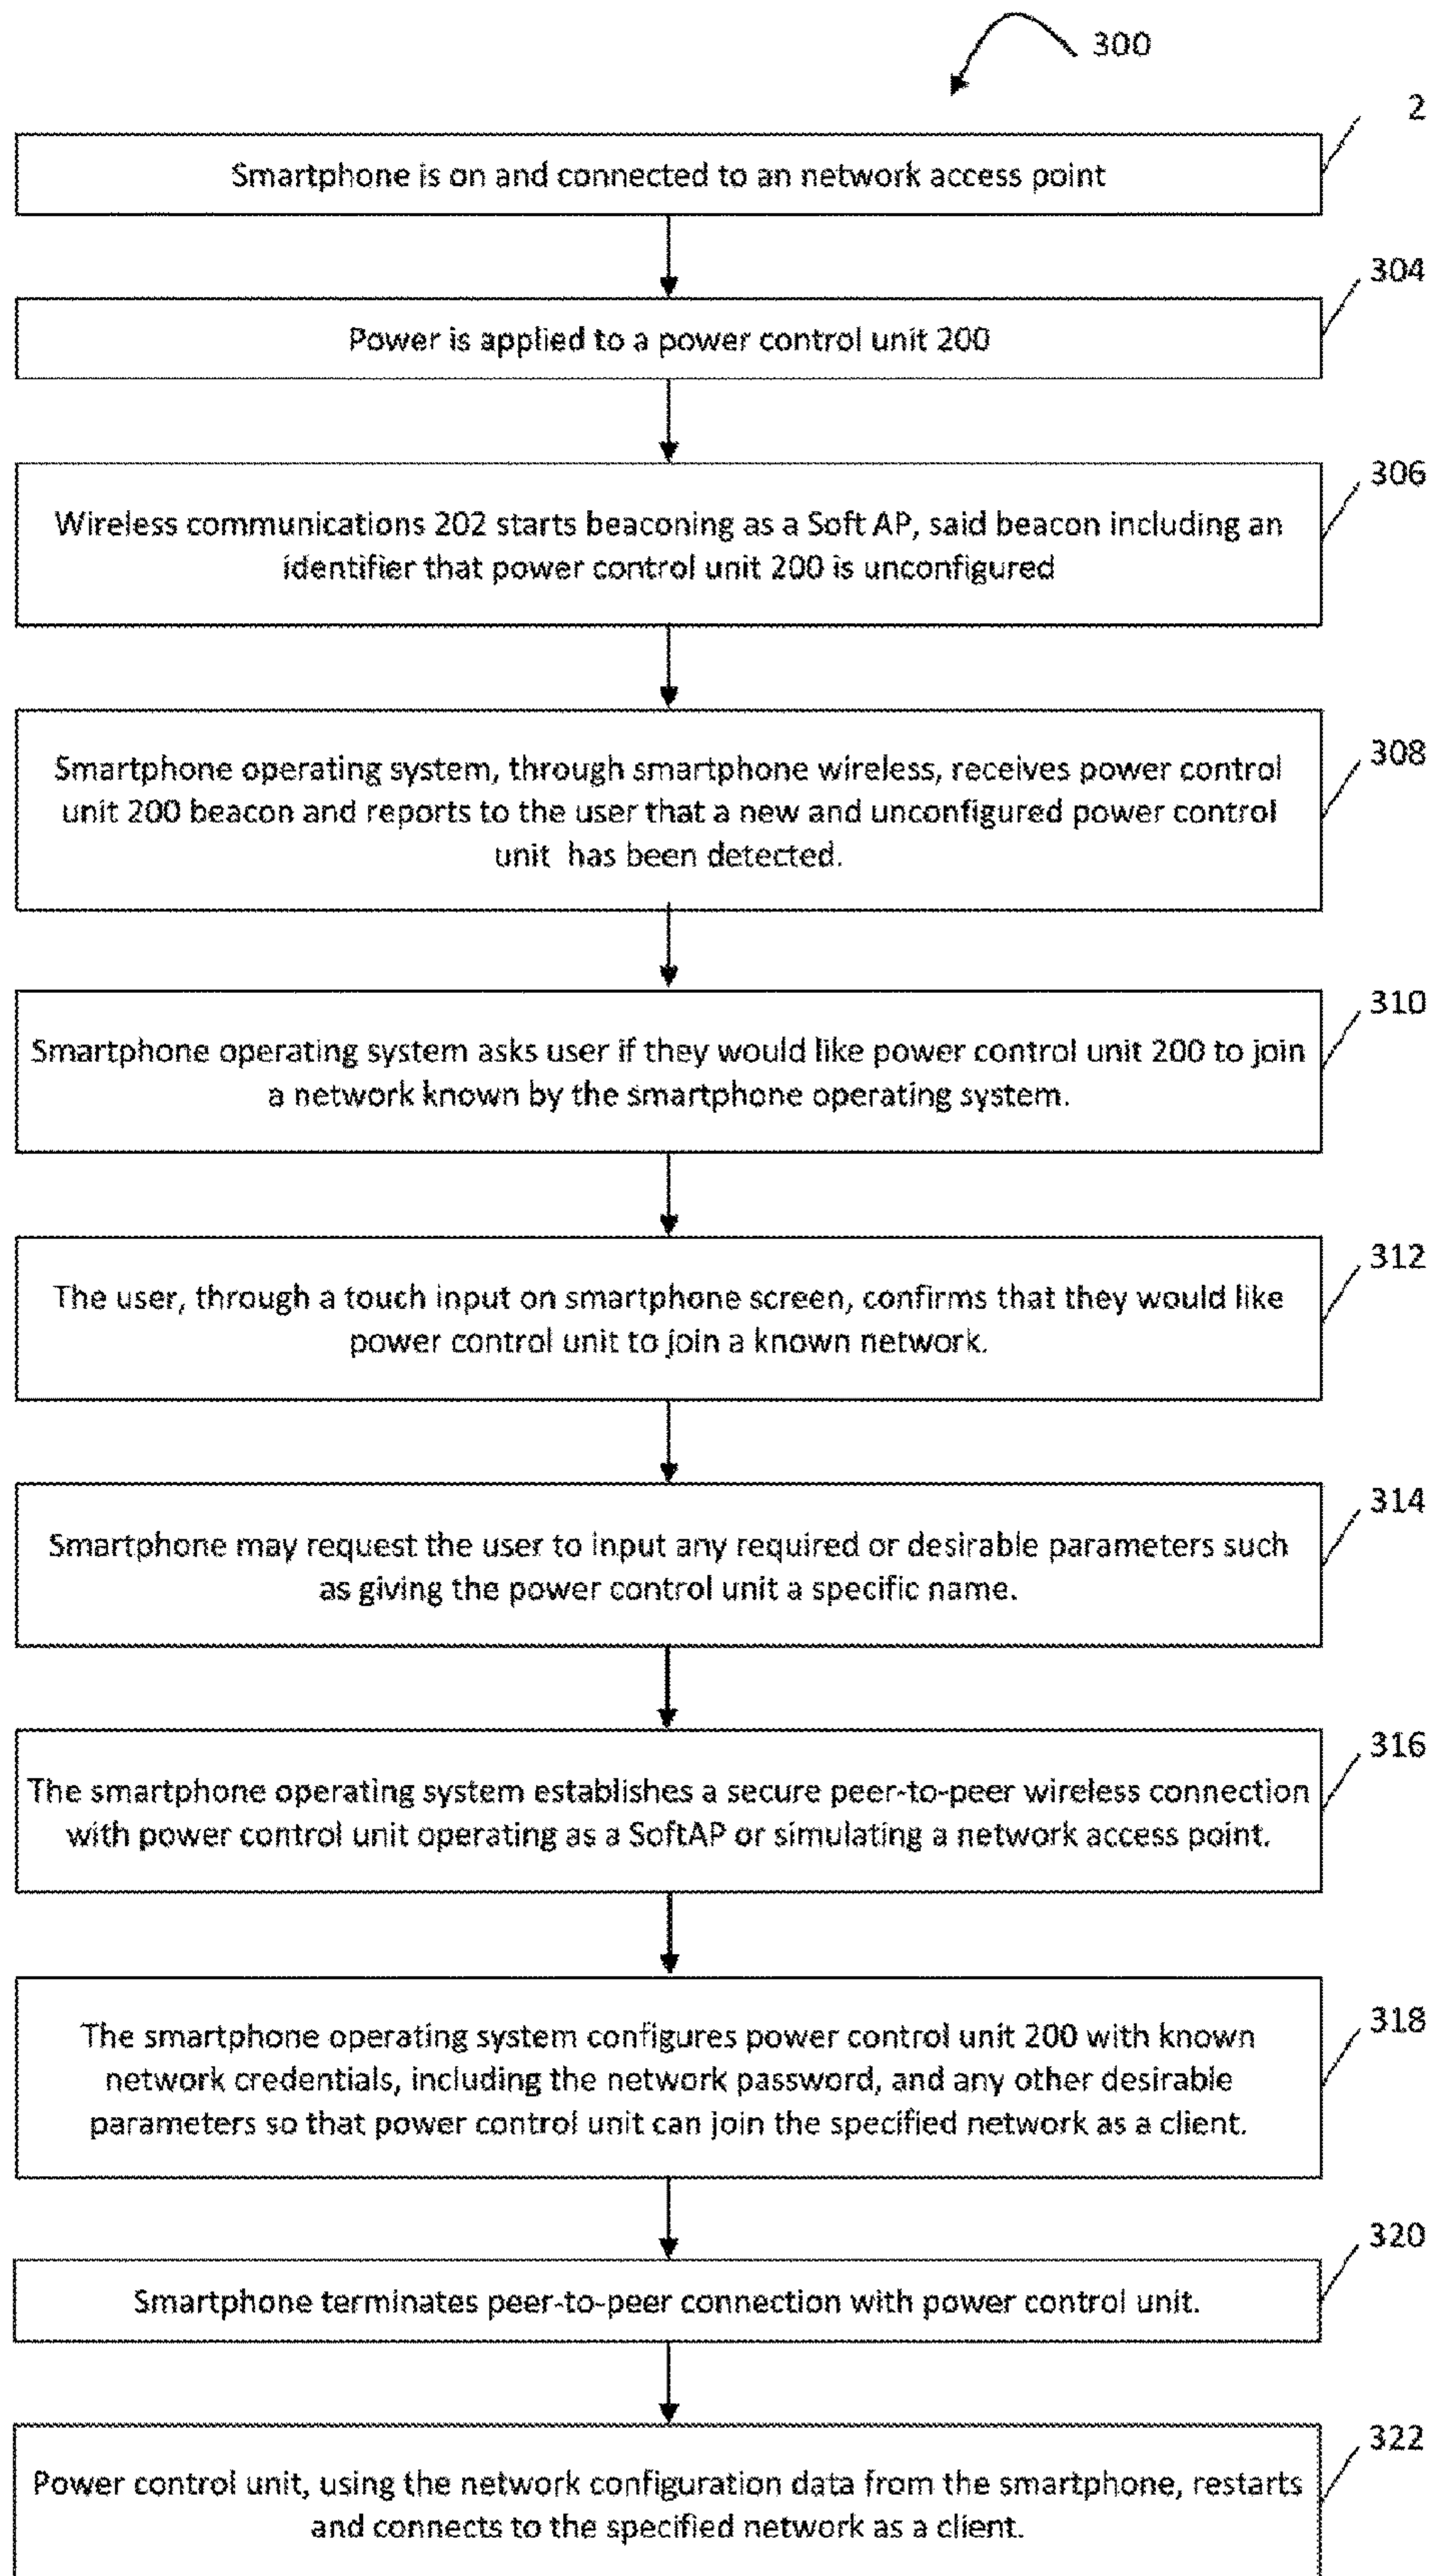 300
2
Smartphone is on and connected to an network access point
304
Power is applied to a power control unit 200
306
Wireless communications 202 starts beaconing as a Soft AP, said beacon including an
identifier that power control unit 200 is unconfigured
308
Smartphone operating system, through smartphone wireless, receives power control
unit 200 beacon and reports to the user that a new and unconfigured power control
unit has been detected.
310
Smartphone operating system asks user if they would like power control unit 200 to join
a network known by the smartphone operating system.
312
The user, through a touch input on smartphone screen, confirms that they would like
power control unit to join a known network.
314
Smartphone may request the user to input any required or desirable parameters such
as giving the power control unit a specific name.
316
The smartphone operating system establishes a secure peer-to-peer wireless connection
with power control unit operating as a SoftAP or simulating a network access point.
318
The smartphone operating system configures power control unit 200 with known
network credentials, including the network password, and any other desirable
parameters so that power control unit can join the specified network as a client.
320
Smartphone terminates peer-to-peer connection with power control unit.
322
Power control unit, using the network configuration data from the smartphone, restarts
and connects to the specified network as a client.